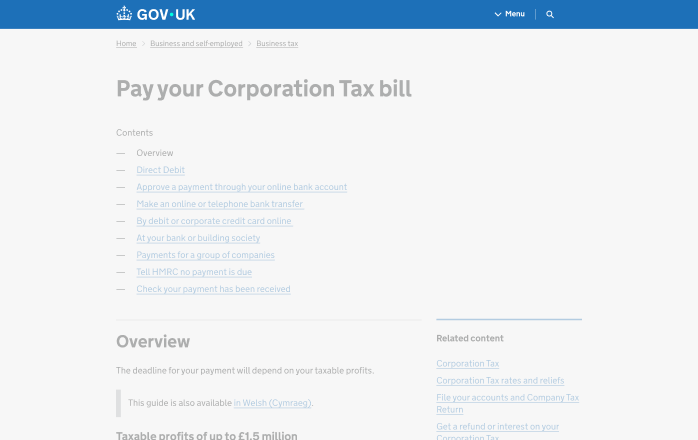 GOV.UK
Menu
Home > Business and self-employed > Business tax
Pay your Corporation Tax bill
Contents
— Overview
— Direct Debit
— Approve a payment through your online bank account
— Make an online or telephone bank transfer
— By debit or corporate credit card online
— At your bank or building society
— Payments for a group of companies
— Tell HMRC no payment is due
— Check your payment has been received
Overview
The deadline for your payment will depend on your taxable profits.
This guide is also available in Welsh (Cymraeg).
Taxable profits of up to £1.5 million
Related content
Corporation Tax
Corporation Tax rates and reliefs
File your accounts and Company Tax
Return
Get a refund or interest on your
Corporation Tax